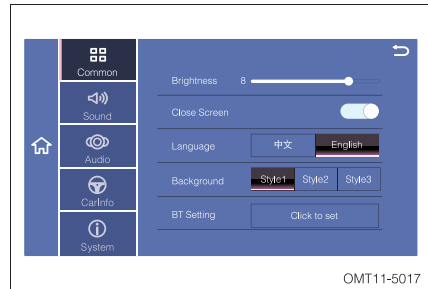 Common
Sound
Audio
CarInfo
System
Brightness 8
Close Screen
Language 中文 English
Background Style1 Style2 Style3
BT Setting Click to set
OMT11-5017